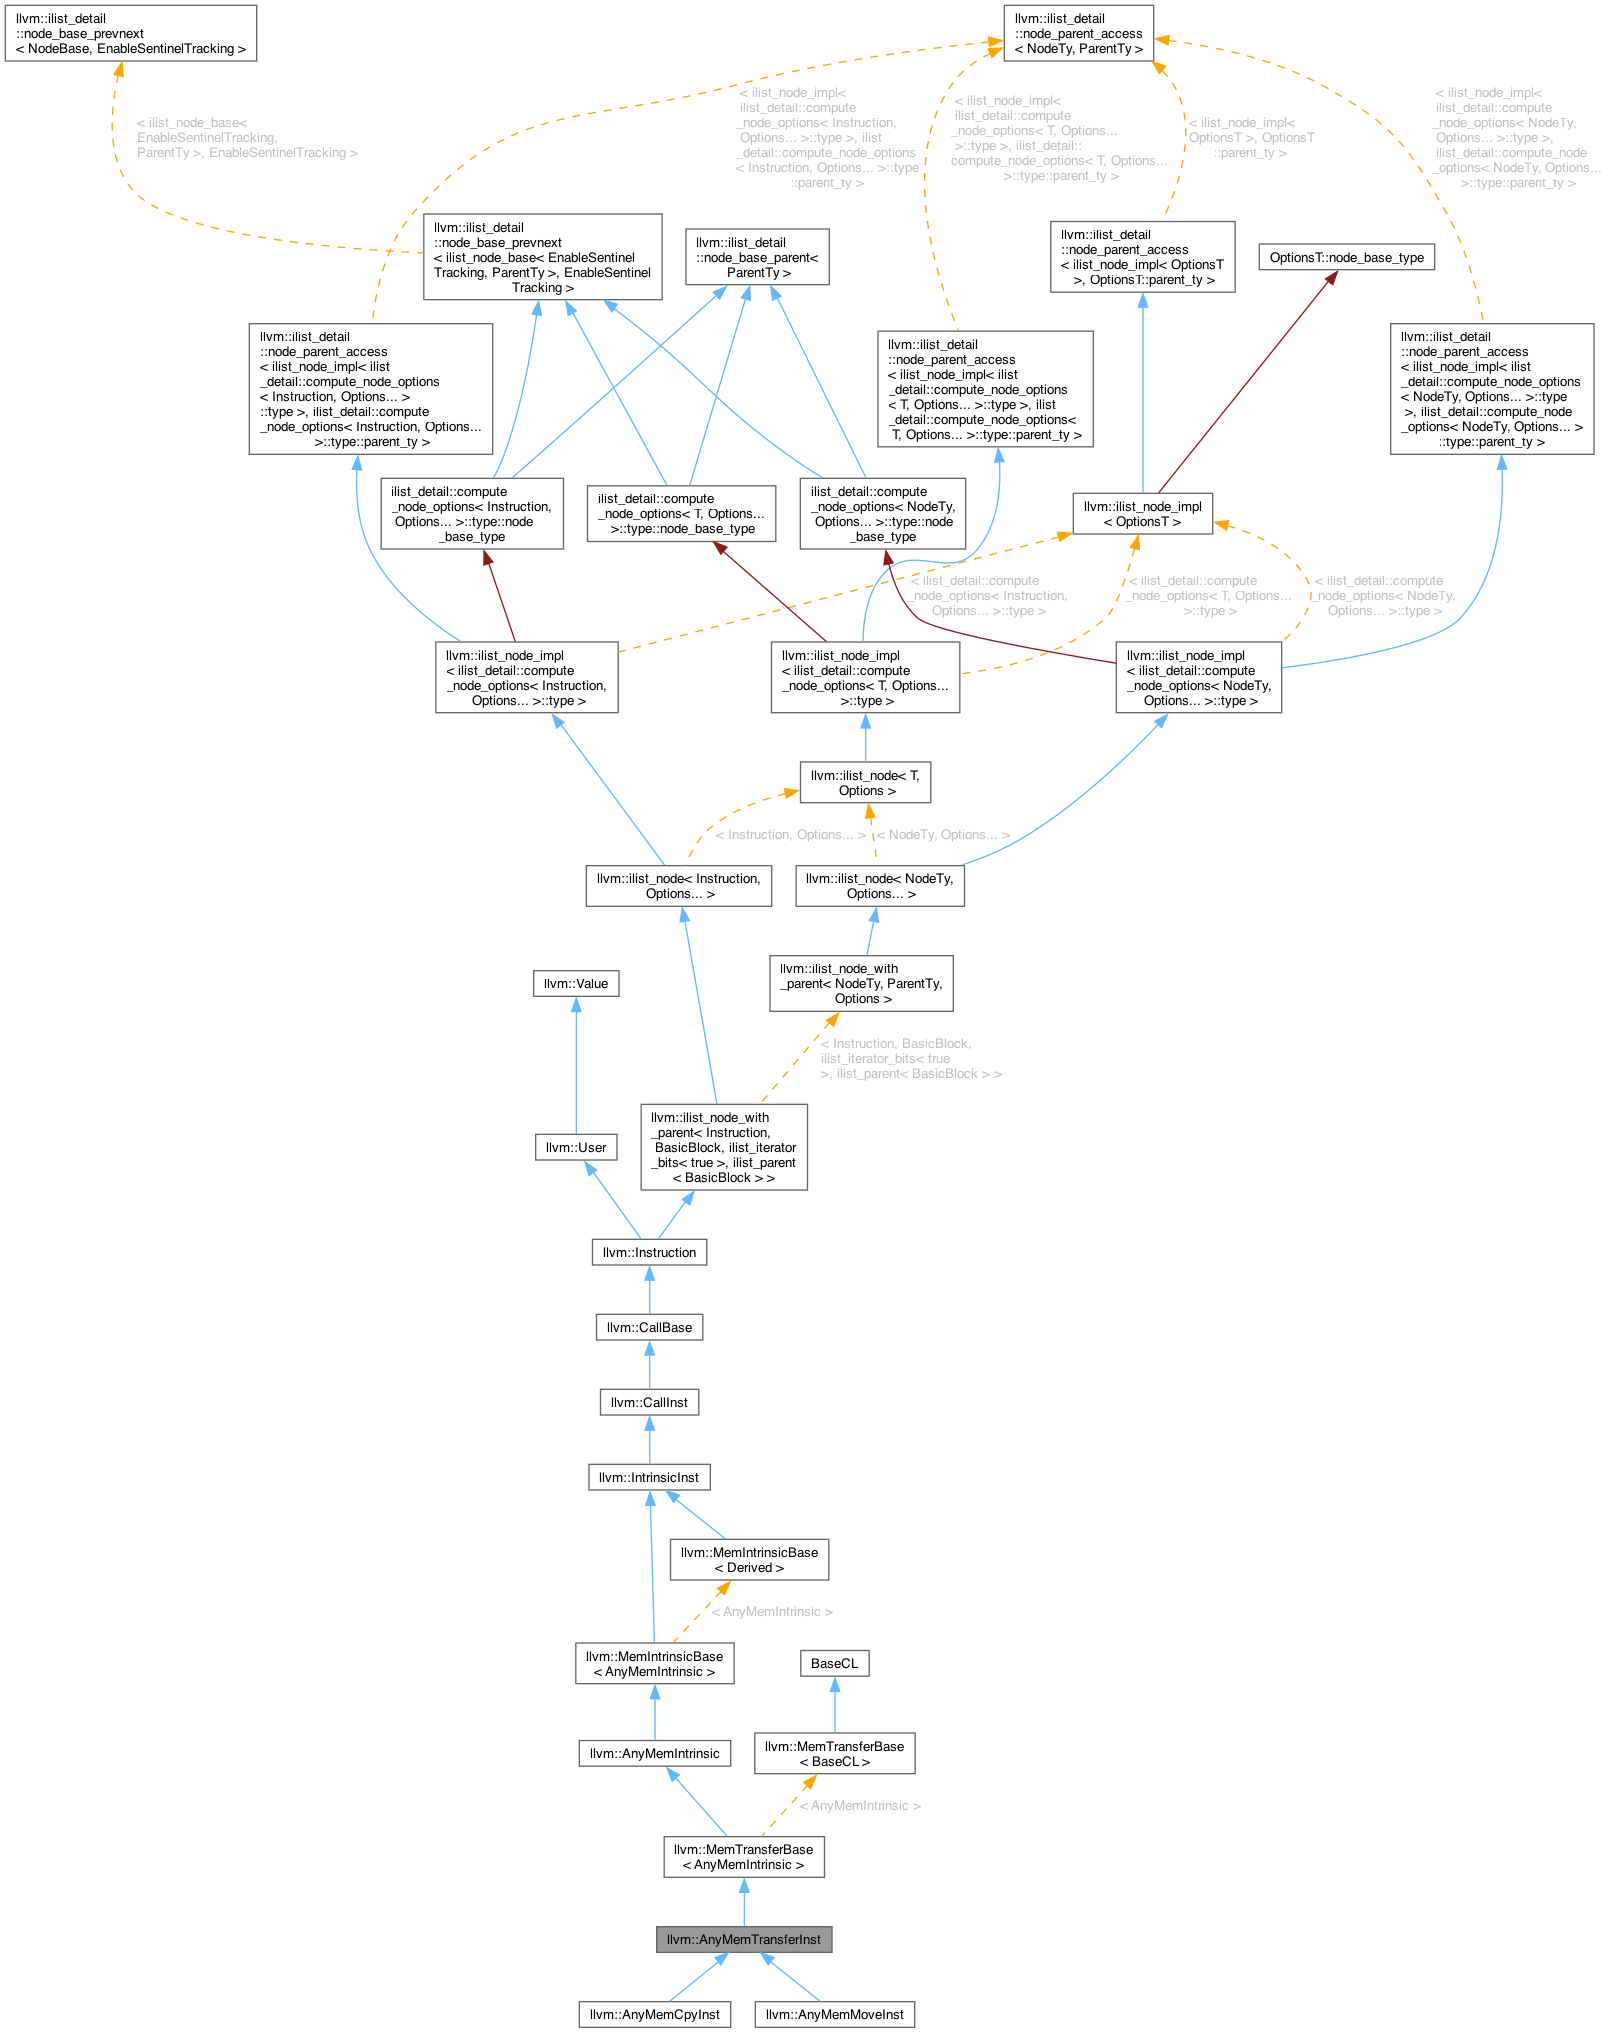 llvm::ilist_detail
::node_base_prevnext
< NodeBase, EnableSentinelTracking >
llvm::ilist_detail
::node_parent_access
< NodeTy, ParentTy >
< ilist_node_base<
EnableSentinelTracking,
ParentTy >, EnableSentinelTracking >
< ilist_node_impl<
ilist_detail::compute
_node_options< Instruction,
Options... >::type >, ilist
_detail::compute_node_options
< Instruction, Options... >::type
::parent_ty >
< ilist_node_impl<
ilist_detail::compute
_node_options< T, Options...
>::type >, ilist_detail::
compute_node_options< T, Options...
>::type::parent_ty >
< ilist_node_impl<
OptionsT >, OptionsT
::parent_ty >
< ilist_node_impl<
ilist_detail::compute
_node_options< NodeTy,
Options... >::type >,
ilist_detail::compute_node
_options< NodeTy, Options...
>::type::parent_ty >
llvm::ilist_detail
::node_base_prevnext
< ilist_node_base< EnableSentinel
Tracking, ParentTy >, EnableSentinel
Tracking >
llvm::ilist_detail
::node_base_parent<
ParentTy >
llvm::ilist_detail
::node_parent_access
< ilist_node_impl< OptionsT
>, OptionsT::parent_ty >
OptionsT::node_base_type
llvm::ilist_detail
::node_parent_access
< ilist_node_impl< ilist
_detail::compute_node_options
< Instruction, Options... >
::type >, ilist_detail::compute
_node_options< Instruction, Options...
>::type::parent_ty >
llvm::ilist_detail
::node_parent_access
< ilist_node_impl< ilist
_detail::compute_node_options
< T, Options... >::type >, ilist
_detail::compute_node_options<
T, Options... >::type::parent_ty >
llvm::ilist_detail
::node_parent_access
< ilist_node_impl< ilist
_detail::compute_node_options
< NodeTy, Options... >::type
>, ilist_detail::compute_node
_options< NodeTy, Options... >
::type::parent_ty >
ilist_detail::compute
_node_options< Instruction,
Options... >::type::node
_base_type
ilist_detail::compute
_node_options< T, Options...
>::type::node_base_type
ilist_detail::compute
_node_options< NodeTy,
Options... >::type::node
_base_type
llvm::ilist_node_impl
< OptionsT >
< ilist_detail::compute
_node_options< Instruction,
Options... >::type >
< ilist_detail::compute
_node_options< T, Options...
>::type >
< ilist_detail::compute
_node_options< NodeTy,
Options... >::type >
llvm::ilist_node_impl
< ilist_detail::compute
_node_options< Instruction,
Options... >::type >
llvm::ilist_node_impl
< ilist_detail::compute
_node_options< T, Options...
>::type >
llvm::ilist_node_impl
< ilist_detail::compute
_node_options< NodeTy,
Options... >::type >
llvm::ilist_node< T,
Options >
< Instruction, Options... >
< NodeTy, Options... >
llvm::ilist_node< Instruction,
Options... >
llvm::ilist_node< NodeTy,
Options... >
llvm::Value
llvm::ilist_node_with
_parent< NodeTy, ParentTy,
Options >
< Instruction, BasicBlock,
ilist_iterator_bits< true
>, ilist_parent< BasicBlock > >
llvm::User
llvm::ilist_node_with
_parent< Instruction,
BasicBlock, ilist_iterator
_bits< true >, ilist_parent
< BasicBlock > >
llvm::Instruction
llvm::CallBase
llvm::CallInst
llvm::IntrinsicInst
llvm::MemIntrinsicBase
< Derived >
< AnyMemIntrinsic >
llvm::MemIntrinsicBase
< AnyMemIntrinsic >
BaseCL
llvm::AnyMemIntrinsic
llvm::MemTransferBase
< BaseCL >
< AnyMemIntrinsic >
llvm::MemTransferBase
< AnyMemIntrinsic >
llvm::AnyMemTransferInst
llvm::AnyMemCpyInst
llvm::AnyMemMoveInst